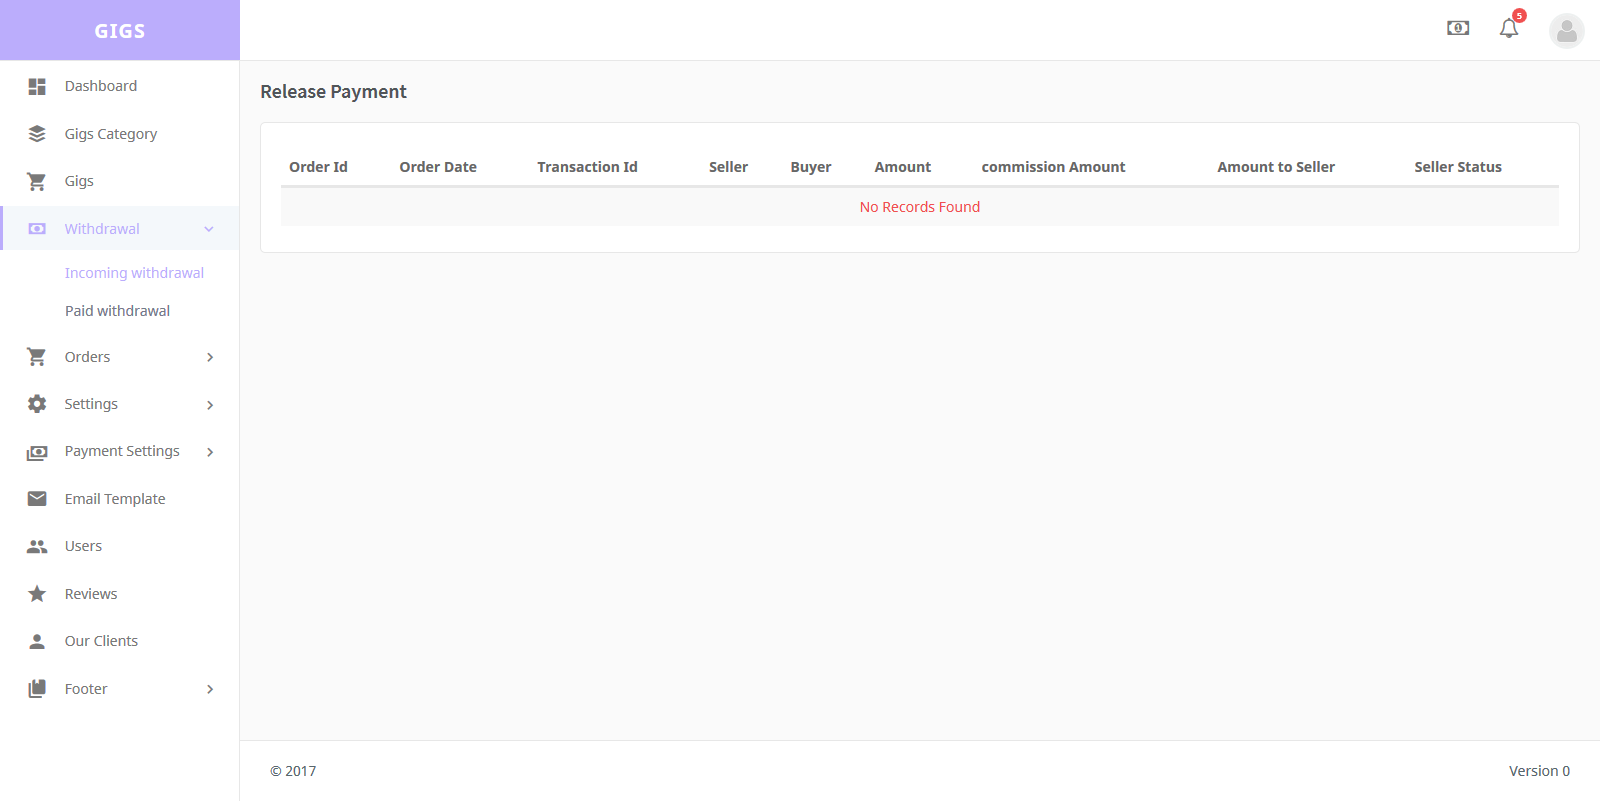 GIGS
5
Dashboard
Gigs Category
Gigs
Withdrawal
Incoming withdrawal
Paid withdrawal
Orders
Settings
Payment Settings
Email Template
Users
Reviews
Our Clients
Footer
Release Payment
Order Id Order Date Transaction Id Seller Buyer Amount commission Amount Amount to Seller Seller Status
No Records Found
© 2017 Version 0